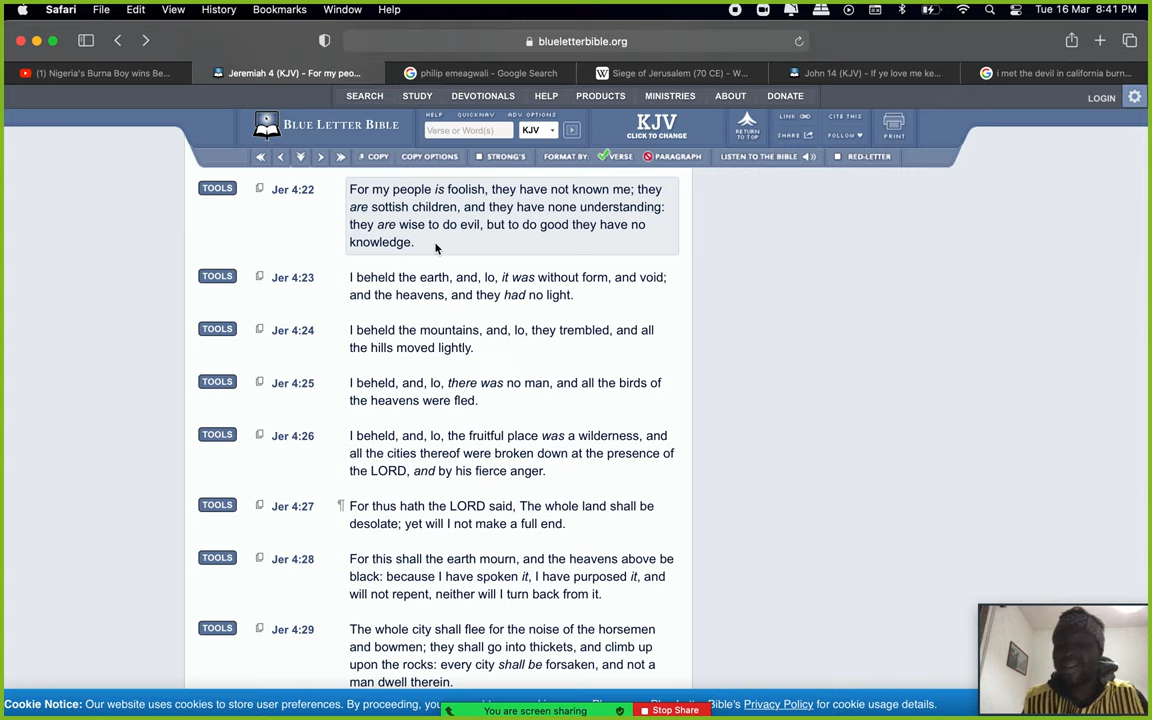 Safari File Edit View History Bookmarks Window Help Tue 16 Mar 8:41 PM
blueletterbible.org
(1) Nigeria's Burna Boy wins Be... Jeremiah 4 (KJV) - For my peo... philip emeagwali - Google Search Siege of Jerusalem (70 CE) - W... John 14 (KJV) - If ye love me ke... i met the devil in california burn...
SEARCH STUDY DEVOTIONALS HELP PRODUCTS MINISTRIES ABOUT DONATE LOGIN
HELP QUICKNAV ADV. OPTIONS
BLUE LETTER BIBLE Verse or Word(s) KJV
KJV CLICK TO CHANGE
RETURN TO TOP LINK CITE THIS SHARE FOLLOW PRINT
COPY COPY OPTIONS STRONG'S FORMAT BY VERSE PARAGRAPH LISTEN TO THE BIBLE RED-LETTER
TOOLS Jer 4:22 For my people is foolish, they have not known me; they
are sottish children, and they have none understanding:
they are wise to do evil, but to do good they have no
knowledge.
TOOLS Jer 4:23 I beheld the earth, and, lo, it was without form, and void;
and the heavens, and they had no light.
TOOLS Jer 4:24 I beheld the mountains, and, lo, they trembled, and all
the hills moved lightly.
TOOLS Jer 4:25 I beheld, and, lo, there was no man, and all the birds of
the heavens were fled.
TOOLS Jer 4:26 I beheld, and, lo, the fruitful place was a wilderness, and
all the cities thereof were broken down at the presence of
the LORD, and by his fierce anger.
TOOLS Jer 4:27 ¶ For thus hath the LORD said, The whole land shall be
desolate; yet will I not make a full end.
TOOLS Jer 4:28 For this shall the earth mourn, and the heavens above be
black: because I have spoken it, I have purposed it, and
will not repent, neither will I turn back from it.
TOOLS Jer 4:29 The whole city shall flee for the noise of the horsemen
and bowmen; they shall go into thickets, and climb up
upon the rocks: every city shall be forsaken, and not a
man dwell therein.
Cookie Notice: Our website uses cookies to store user preferences. By proceeding, you Bible's Privacy Policy for cookie usage details.
You are screen sharing Stop Share